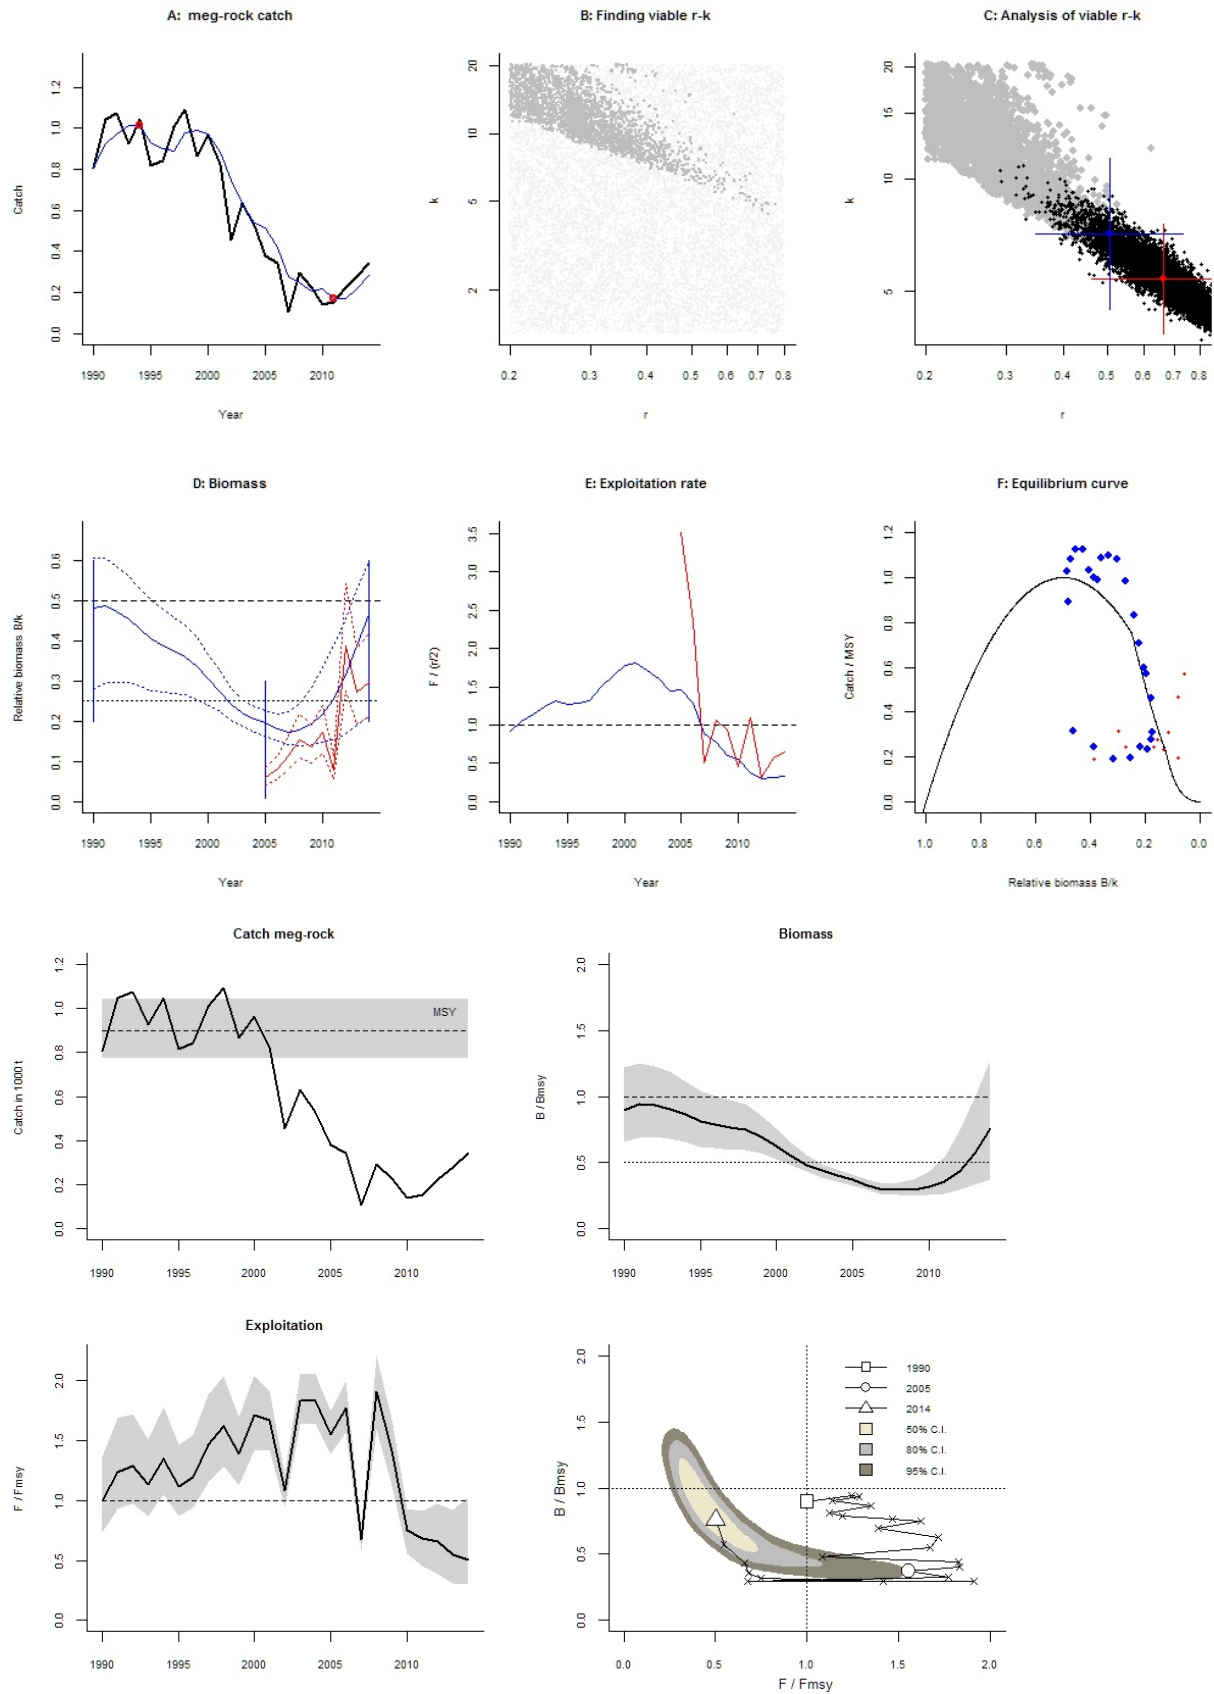 A: meg-rock catch
B: Finding viable r-k
C: Analysis of viable r-k
Catch
0.0 0.2 0.4 0.6 0.8 1.0 1.2
1990 1995 2000 2005 2010
Year
k
2 5 10 20
0.2 0.3 0.4 0.5 0.6 0.7 0.8
r
k
5 10 15 20
0.2 0.3 0.4 0.5 0.6 0.7 0.8
r
D: Biomass
E: Exploitation rate
F: Equilibrium curve
Relative biomass B/k
0.0 0.1 0.2 0.3 0.4 0.5 0.6
1990 1995 2000 2005 2010
Year
F / (r/2)
0.0 0.5 1.0 1.5 2.0 2.5 3.0 3.5
1990 1995 2000 2005 2010
Year
Catch / MSY
0.0 0.2 0.4 0.6 0.8 1.0 1.2
1.0 0.8 0.6 0.4 0.2 0.0
Relative biomass B/k
Catch meg-rock
Biomass
Catch in 1000 t
0.0 0.2 0.4 0.6 0.8 1.0 1.2
MSY
1990 1995 2000 2005 2010
B / Bmsy
0.0 0.5 1.0 1.5 2.0
1990 1995 2000 2005 2010
Exploitation
F / Fmsy
0.0 0.5 1.0 1.5 2.0
1990 1995 2000 2005 2010
B / Bmsy
0.0 0.5 1.0 1.5 2.0
1990
2005
2014
50% C.I.
80% C.I.
95% C.I.
0.0 0.5 1.0 1.5 2.0
F / Fmsy